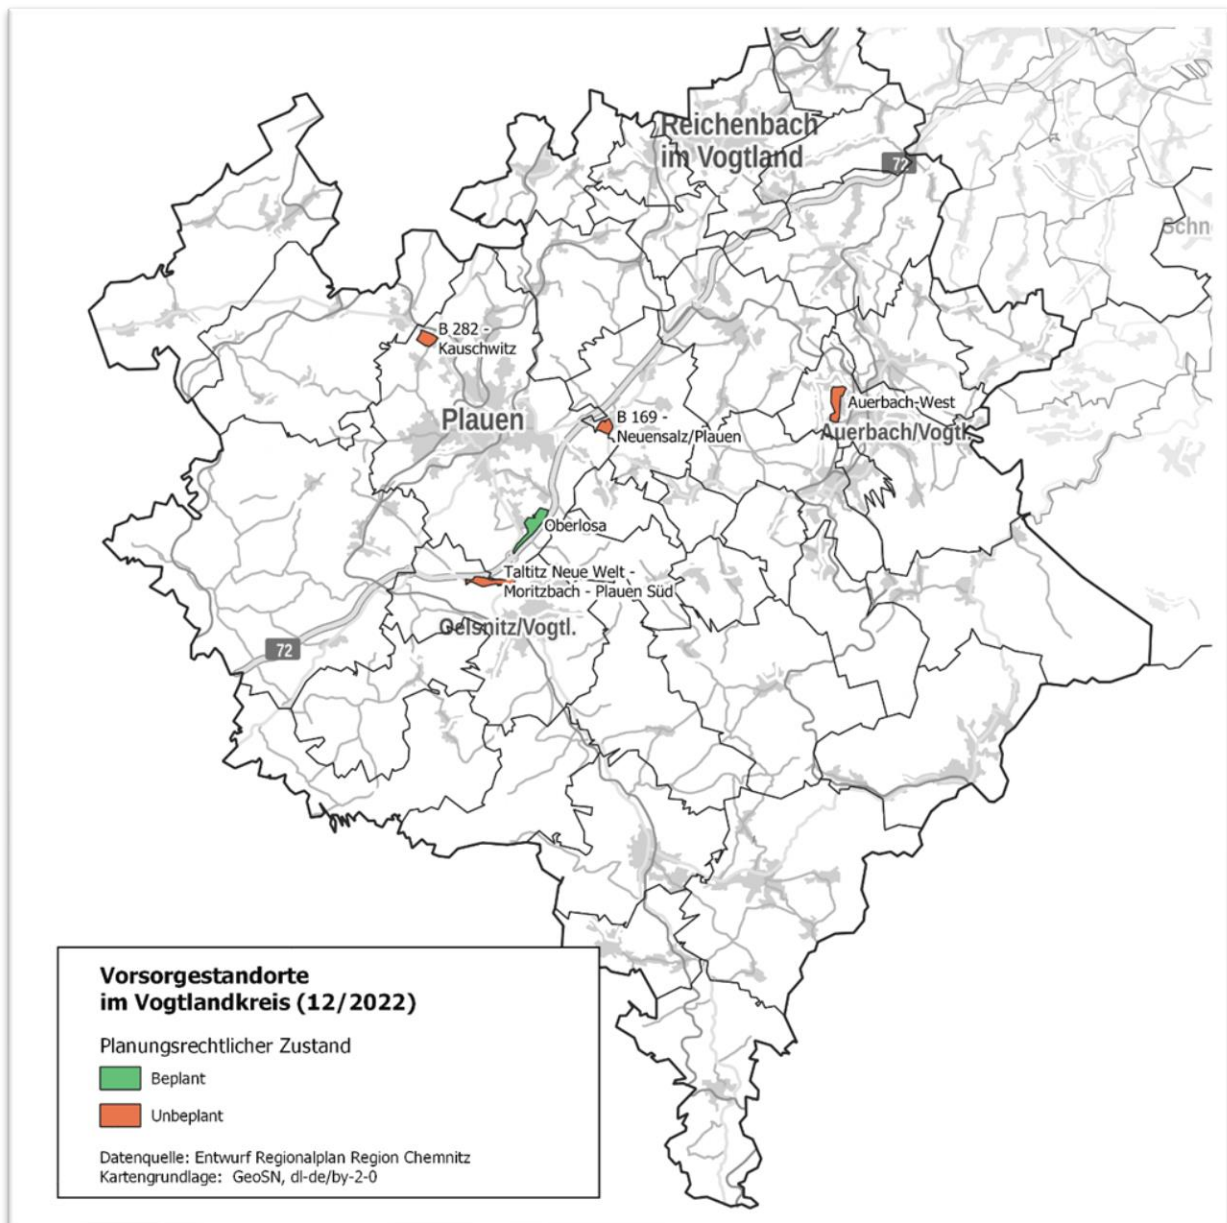 Reichenbach
im Vogtland
72
Schn
B 282 -
Kauschwitz
Plauen
B 169 -
Neuensalz/Plauen
Auerbach-West
Auerbach/Vogtl.
Oberlosa
Taltitz Neue Welt -
Moritzbach - Plauen Süd
Oelsnitz/Vogtl.
72
Vorsorgestandorte
im Vogtlandkreis (12/2022)
Planungsrechtlicher Zustand
Beplant
Unbeplant
Datenquelle: Entwurf Regionalplan Region Chemnitz
Kartengrundlage: GeoSN, dl-de/by-2-0